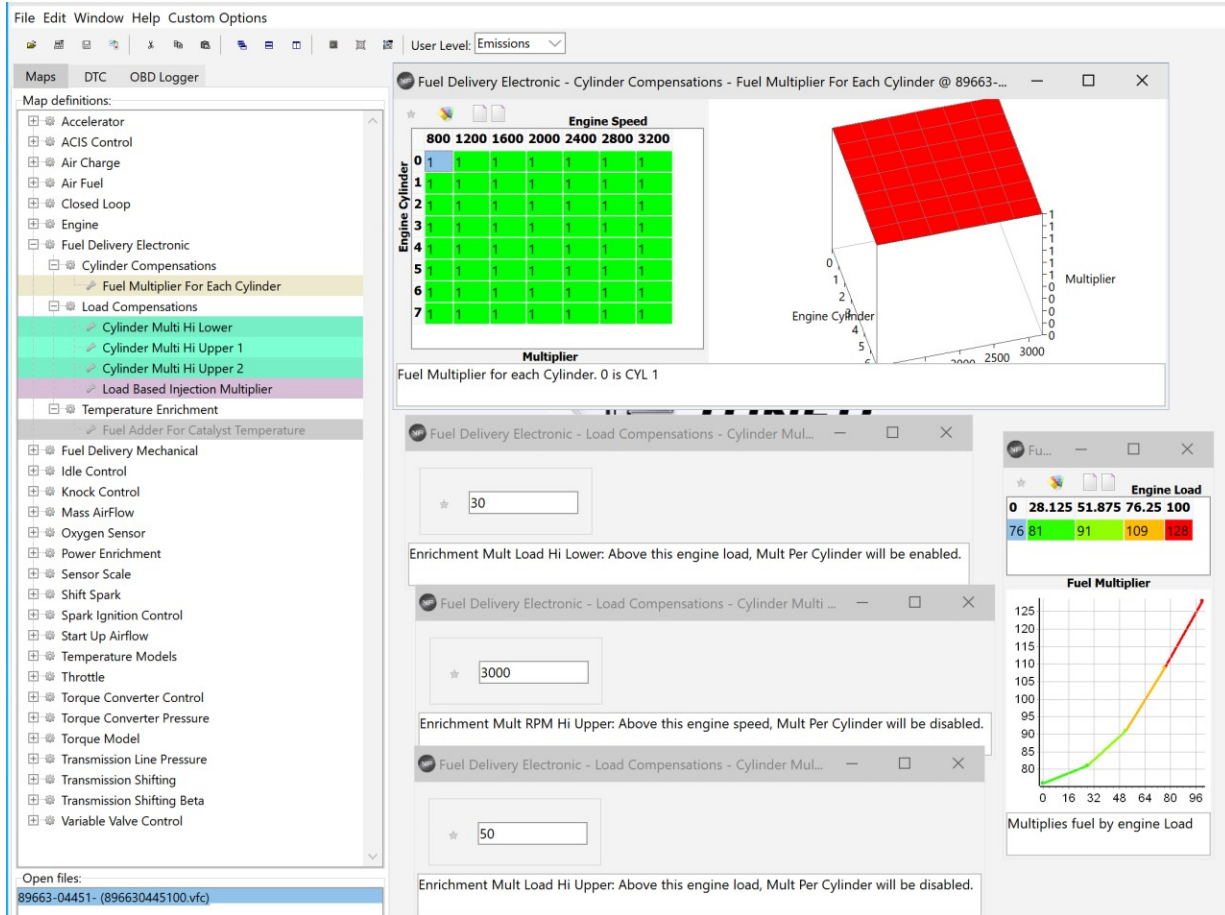 File Edit Window Help Custom Options
User Level: Emissions
Maps DTC OBD Logger
Map definitions:
Accelerator
ACIS Control
Air Charge
Air Fuel
Closed Loop
Engine
Fuel Delivery Electronic
Cylinder Compensations
Fuel Multiplier For Each Cylinder
Load Compensations
Cylinder Multi Hi Lower
Cylinder Multi Hi Upper 1
Cylinder Multi Hi Upper 2
Load Based Injection Multiplier
Temperature Enrichment
Fuel Adder For Catalyst Temperature
Fuel Delivery Mechanical
Idle Control
Knock Control
Mass AirFlow
Oxygen Sensor
Power Enrichment
Sensor Scale
Shift Spark
Spark Ignition Control
Start Up Airflow
Temperature Models
Throttle
Torque Converter Control
Torque Converter Pressure
Torque Model
Transmission Line Pressure
Transmission Shifting
Transmission Shifting Beta
Variable Valve Control
Open files:
89663-04451- (896630445100.vfc)
Fuel Delivery Electronic - Cylinder Compensations - Fuel Multiplier For Each Cylinder @ 89663-...
Engine Speed
800 1200 1600 2000 2400 2800 3200
Engine Cylinder
0 1 1 1 1 1 1 1
1 1 1 1 1 1 1 1
2 1 1 1 1 1 1 1
3 1 1 1 1 1 1 1
4 1 1 1 1 1 1 1
5 1 1 1 1 1 1 1
6 1 1 1 1 1 1 1
7 1 1 1 1 1 1 1
Multiplier
1
1
1
1
1
0
0
0
0
Multiplier
0
1
2
3
4
5
Engine Cylinder
2500 3000
Fuel Multiplier for each Cylinder. 0 is CYL 1
Fuel Delivery Electronic - Load Compensations - Cylinder Mul...
30
Enrichment Mult Load Hi Lower: Above this engine load, Mult Per Cylinder will be enabled.
Fuel Delivery Electronic - Load Compensations - Cylinder Multi ...
3000
Enrichment Mult RPM Hi Upper: Above this engine speed, Mult Per Cylinder will be disabled.
Fuel Delivery Electronic - Load Compensations - Cylinder Mul...
50
Enrichment Mult Load Hi Upper: Above this engine load, Mult Per Cylinder will be disabled.
Fu...
Engine Load
0 28.125 51.875 76.25 100
76 81 91 109 128
Fuel Multiplier
125
120
115
110
105
100
95
90
85
80
0 16 32 48 64 80 96
Multiplies fuel by engine Load